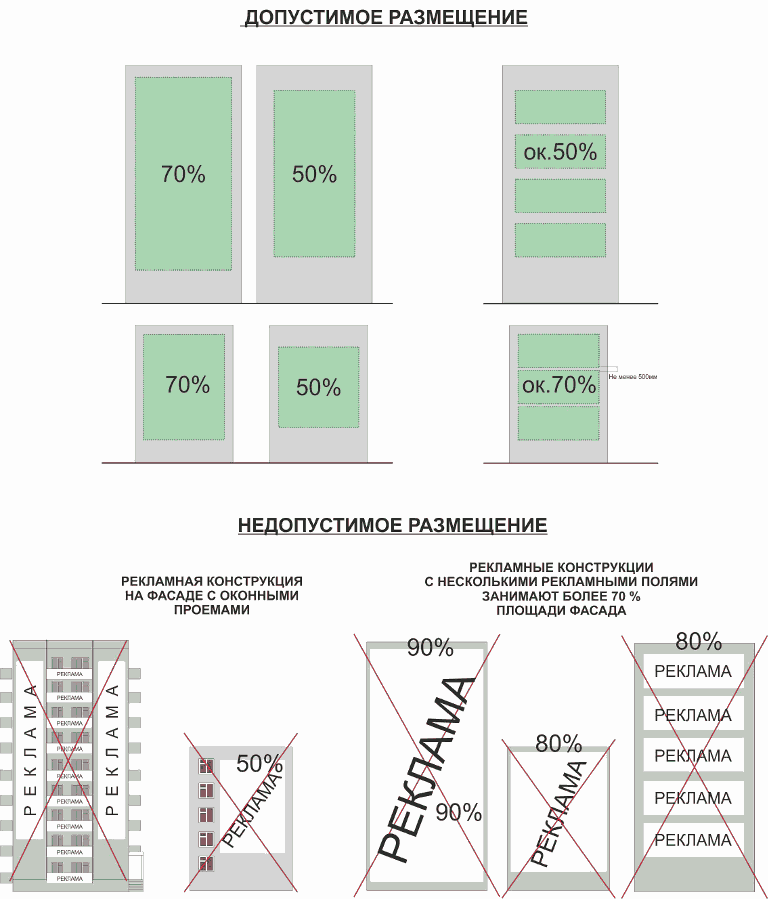 ДОПУСТИМОЕ РАЗМЕЩЕНИЕ
70%
50%
ок.50%
70%
50%
ок.70%
Не менее 500мм
НЕДОПУСТИМОЕ РАЗМЕЩЕНИЕ
РЕКЛАМНАЯ КОНСТРУКЦИЯ
НА ФАСАДЕ С ОКОННЫМИ
ПРОЕМАМИ
РЕКЛАМНЫЕ КОНСТРУКЦИИ
С НЕСКОЛЬКИМИ РЕКЛАМНЫМИ ПОЛЯМИ
ЗАНИМАЮТ БОЛЕЕ 70 %
ПЛОЩАДИ ФАСАДА
РЕКЛАМА
РЕКЛАМА
РЕКЛАМА
РЕКЛАМА
РЕКЛАМА
РЕКЛАМА
РЕКЛАМА
РЕКЛАМА
РЕКЛАМА
РЕКЛАМА
РЕКЛАМА
50%
РЕКЛАМА
90%
РЕКЛАМА
90%
80%
РЕКЛАМА
80%
РЕКЛАМА
РЕКЛАМА
РЕКЛАМА
РЕКЛАМА
РЕКЛАМА